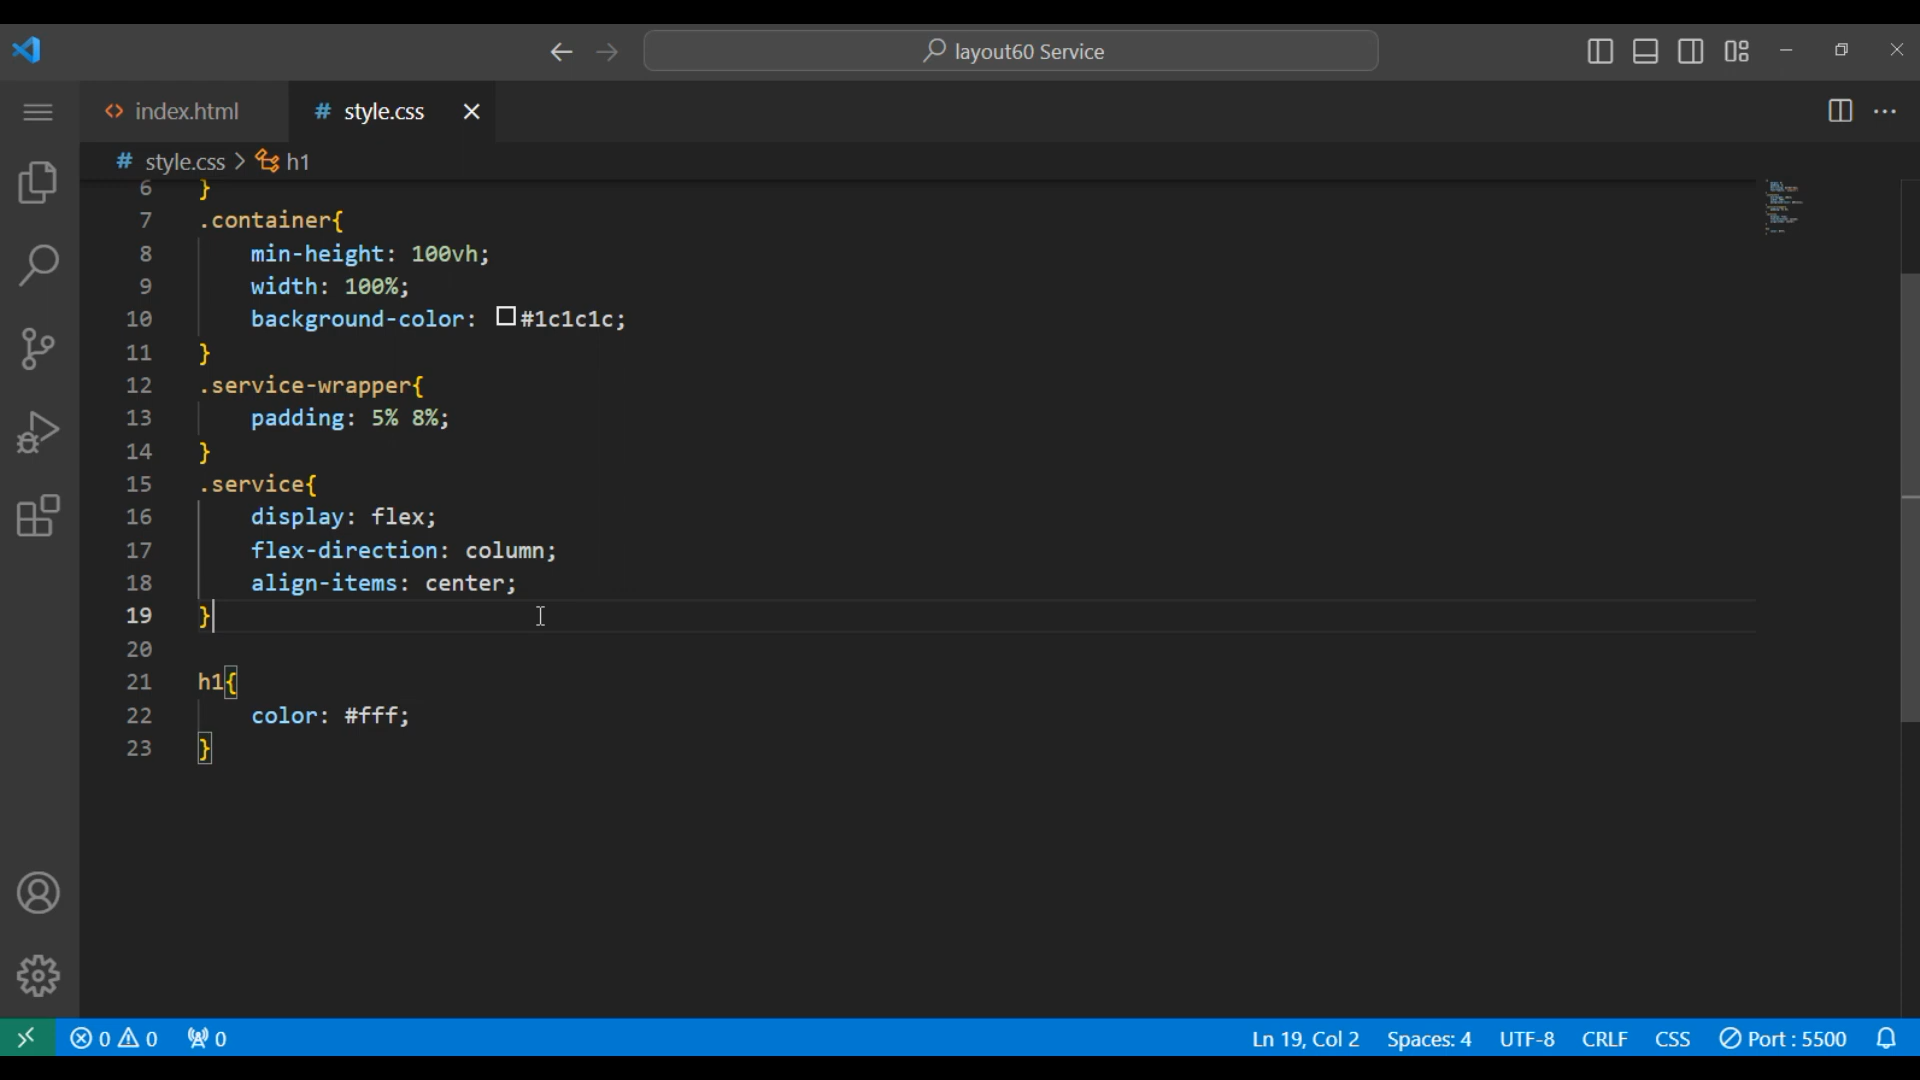 layout60 Service
index.html
# style.css
# style.css > h1
6 }
7 .container{
8 min-height: 100vh;
9 width: 100%;
10 background-color: #1c1c1c;
11 }
12 .service-wrapper{
13 padding: 5% 8%;
14 }
15 .service{
16 display: flex;
17 flex-direction: column;
18 align-items: center;
19 }
20
21 h1{
22 color: #fff;
23 }
0 0 0 Ln 19, Col 2 Spaces: 4 UTF-8 CRLF CSS Port : 5500